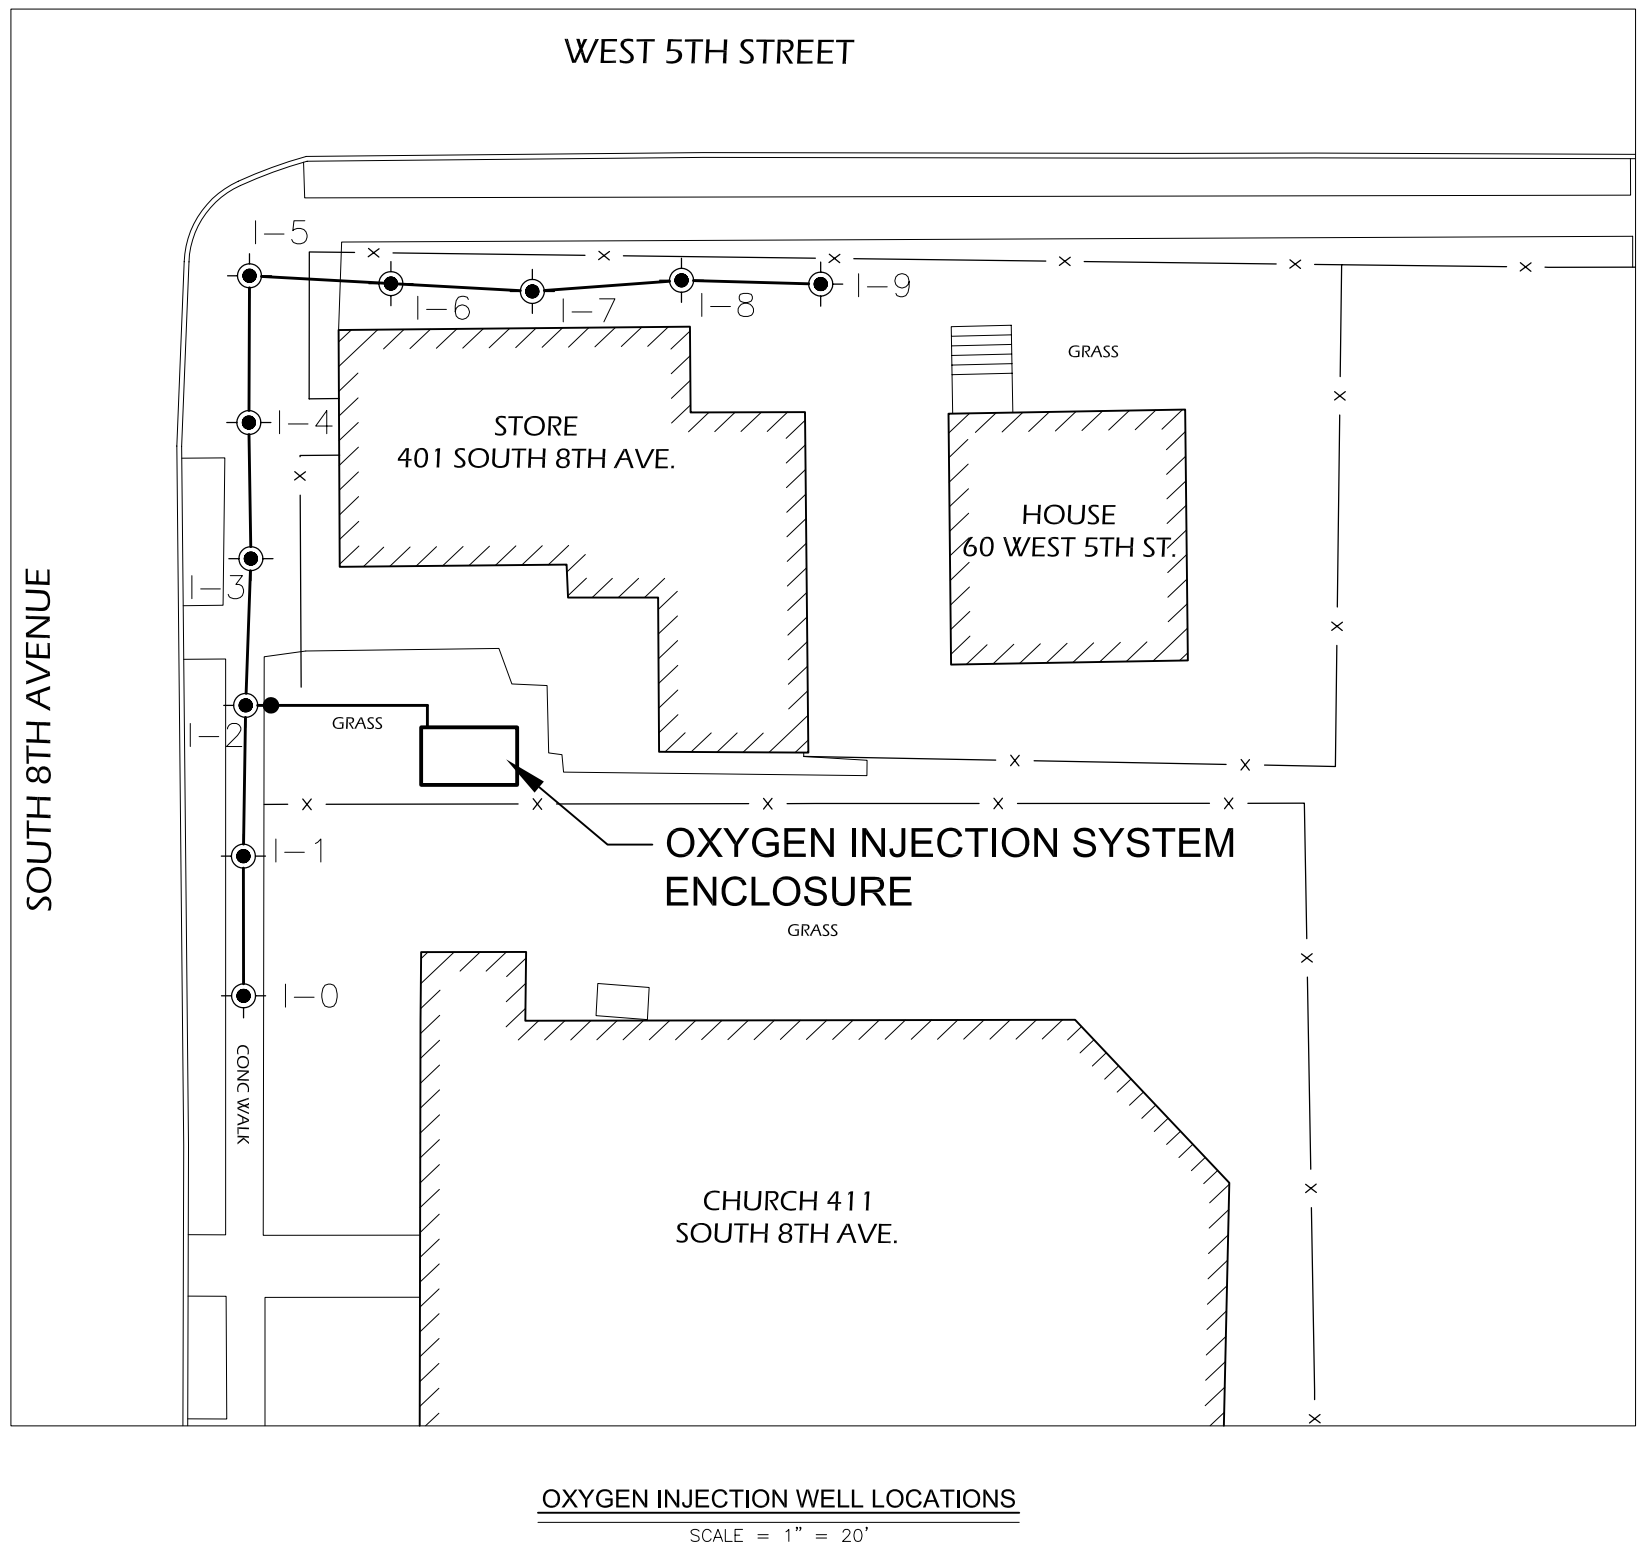 WEST 5TH STREET
I-5
I-6
I-7
I-8
I-9
GRASS
I-4
STORE
401 SOUTH 8TH AVE.
HOUSE
60 WEST 5TH ST.
I-3
SOUTH 8TH AVENUE
I-2
GRASS
I-1
OXYGEN INJECTION SYSTEM
ENCLOSURE
GRASS
I-0
CONC WALK
CHURCH 411
SOUTH 8TH AVE.
OXYGEN INJECTION WELL LOCATIONS
SCALE = 1" = 20'